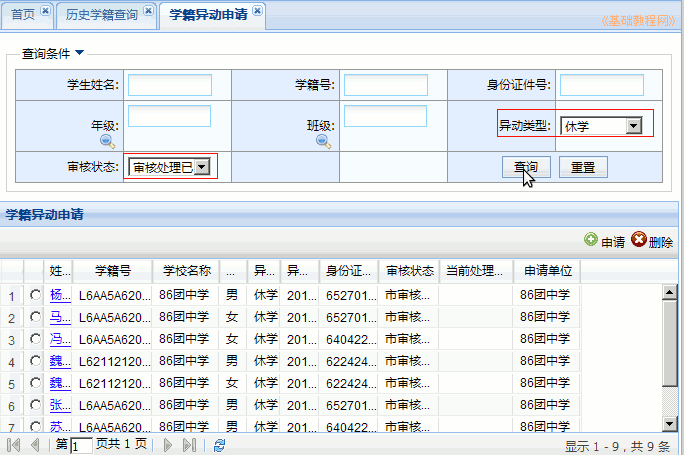 首页 历史学籍查询 学籍异动申请
《基础教程网》
查询条件
学生姓名: 学籍号: 身份证件号:
年级: 班级: 异动类型: 休学
审核状态: 审核处理已 查询 重置
学籍异动申请
申请 删除
姓... 学籍号 学校名称 ... 异... 异... 身份证... 审核状态 当前处理... 申请单位
1 杨... L6AA5A620... 86团中学 男 休学 201... 652701... 市审核... 86团中学
2 马... L6AA5A620... 86团中学 女 休学 201... 652701... 市审核... 86团中学
3 冯... L6AA5A620... 86团中学 女 休学 201... 640422... 市审核... 86团中学
4 魏... L62112120... 86团中学 男 休学 201... 622424... 市审核... 86团中学
5 魏... L62112120... 86团中学 女 休学 201... 622424... 市审核... 86团中学
6 张... L6AA5A620... 86团中学 男 休学 201... 652701... 市审核... 86团中学
7 苏... L6AA5A620... 86团中学 男 休学 201... 640422... 市审核... 86团中学
第 1 页共 1 页 显示 1 - 9，共 9 条